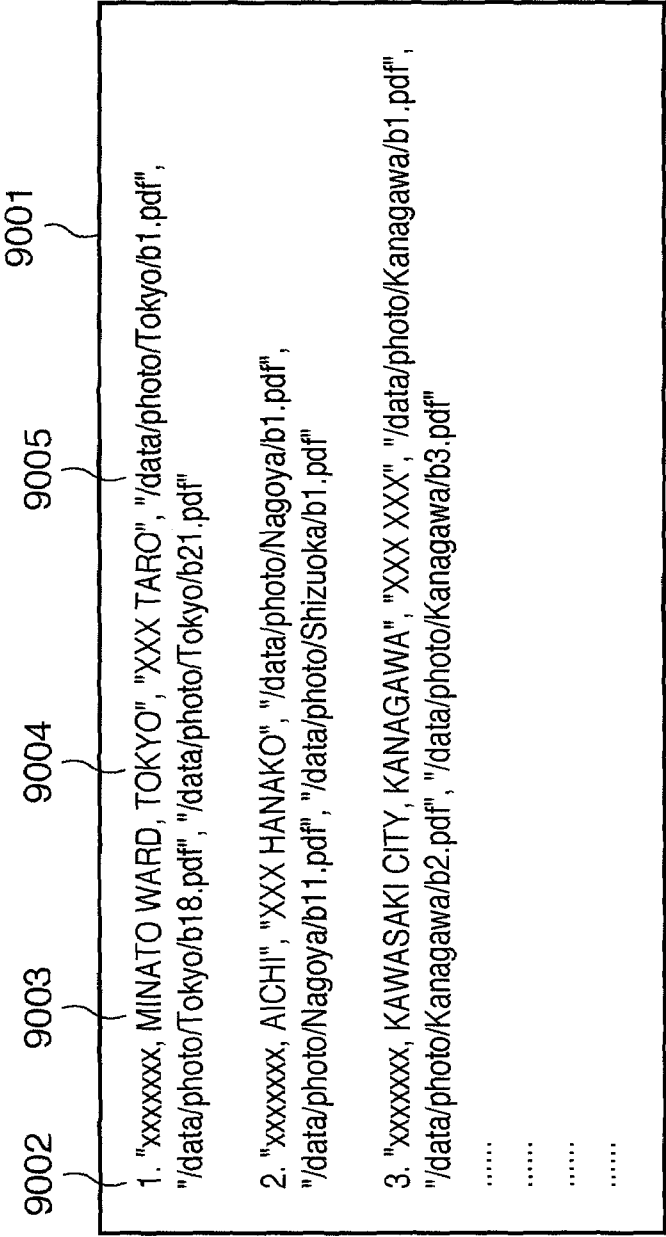 9002 9003 9004 9005 9001
1. "xxxxxxx, MINATO WARD, TOKYO", "XXX TARO", "/data/photo/Tokyo/b1.pdf",
"/data/photo/Tokyo/b18.pdf", "/data/photo/Tokyo/b21.pdf"
2. "xxxxxxx, AICHI", "XXX HANAKO", "/data/photo/Nagoya/b1.pdf",
"/data/photo/Nagoya/b11.pdf", "/data/photo/Shizuoka/b1.pdf"
3. "xxxxxxx, KAWASAKI CITY, KANAGAWA", "XXX XXX", "/data/photo/Kanagawa/b1.pdf",
"/data/photo/Kanagawa/b2.pdf", "/data/photo/Kanagawa/b3.pdf"
......
......
......
......